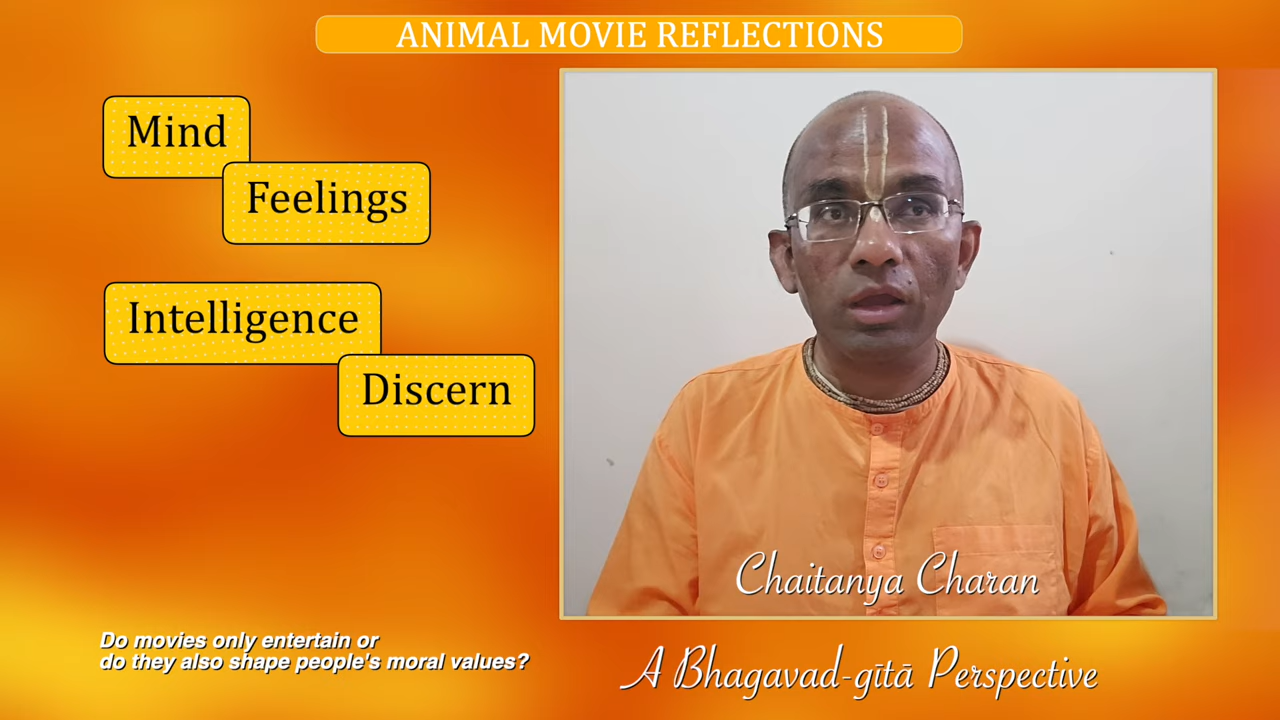 ANIMAL MOVIE REFLECTIONS
Mind
Feelings
Intelligence
Discern
Chaitanya Charan
Do movies only entertain or
do they also shape people's moral values?
A Bhagavad-gītā Perspective